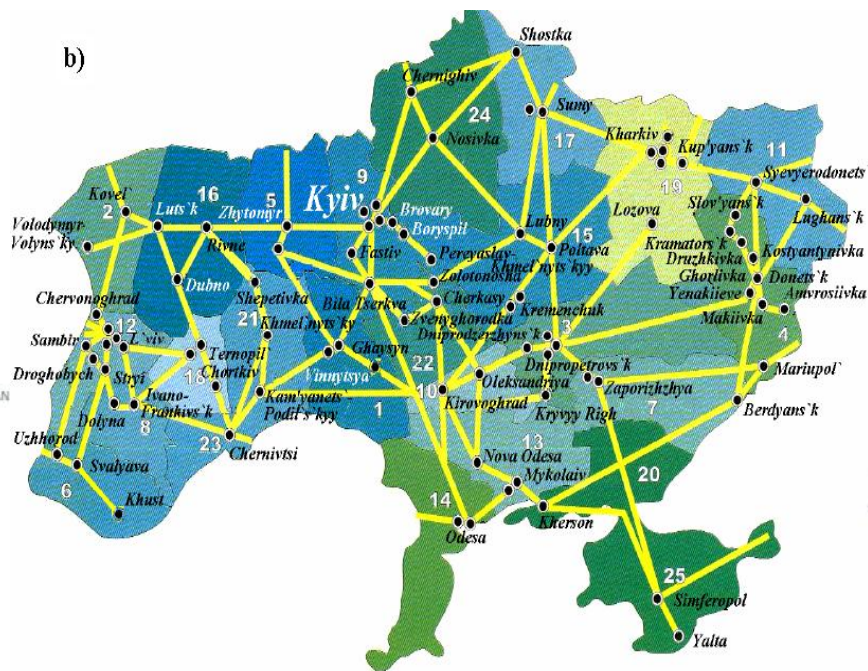 b)
Shostka
Chernighiv
24
Sumy
17
Nosivka
Kharkiv
Kup'yans`k
11
19
Syevyerodonets
9
Kovel`
16
5
Kyiv
2
Luts`k
Zhytomyr
Slov'yans`k
Lozova
Lughans`k
Volodymyr-
Volyns`ky
Rivne
Brovary
Boryspil
Lubny
15
Poltava
Kramators`k
Druzhkivka
Kostyantynivka
Fastiv
Pereyaslav-
Khmel'nyts`kyy
Ghorlivka
Donets`k
Dubno
Zolotonosha
Yenakiieve
Amvrosiivka
Chervonoghrad
Shepetivka
Bila Tserkva
Cherkasy
Kremenchuk
Makiivka
21
Zvenyghorodka
12
Khmel'nyts`ky
Dniprodzerzhyns`k
3
4
Sambir
L`viv
Ternopil`
Ghaysyn
22
Dnipropetrovs`k
Droghobych
Stryi
18
Chortkiv
Vinnytsya
Oleksandriya
Mariupol`
Ivano-
Frankivs`k
Kam'yanets
Podil's`kyy
1
10
Kirovoghrad
Zaporizhzhya
7
Dolyna
8
Kryvyy Righ
Berdyans`k
Uzhhorod
23
Chernivtsi
13
Svalyava
Nova Odesa
20
6
Khust
Mykolaiv
14
Odesa
Kherson
25
Simferopol
Yalta